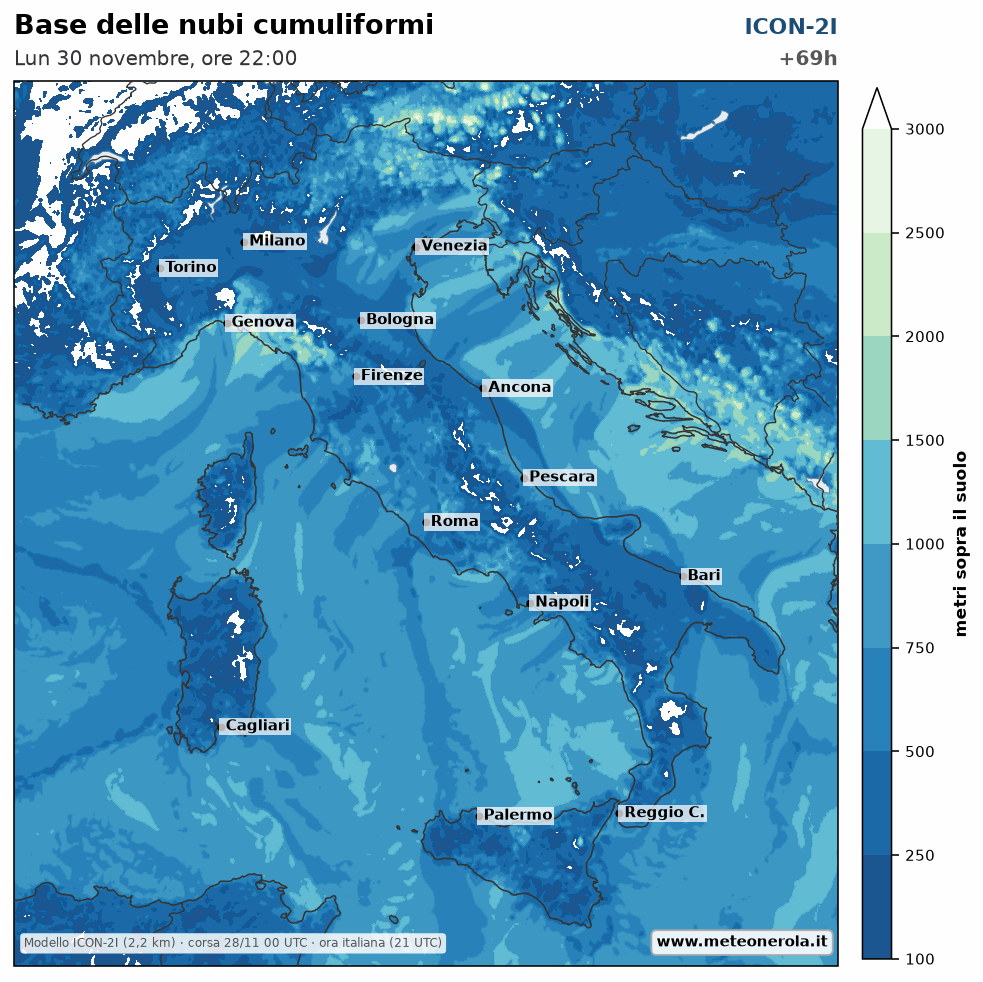 Base delle nubi cumuliformi
ICON-2I
Lun 30 novembre, ore 22:00
+69h
3000
2500
2000
1500
1000
750
500
250
100
metri sopra il suolo
Milano
Venezia
Torino
Genova
Bologna
Firenze
Ancona
Pescara
Roma
Bari
Napoli
Cagliari
Palermo
Reggio C.
Modello ICON-2I (2,2 km) · corsa 28/11 00 UTC · ora italiana (21 UTC)
www.meteonerola.it